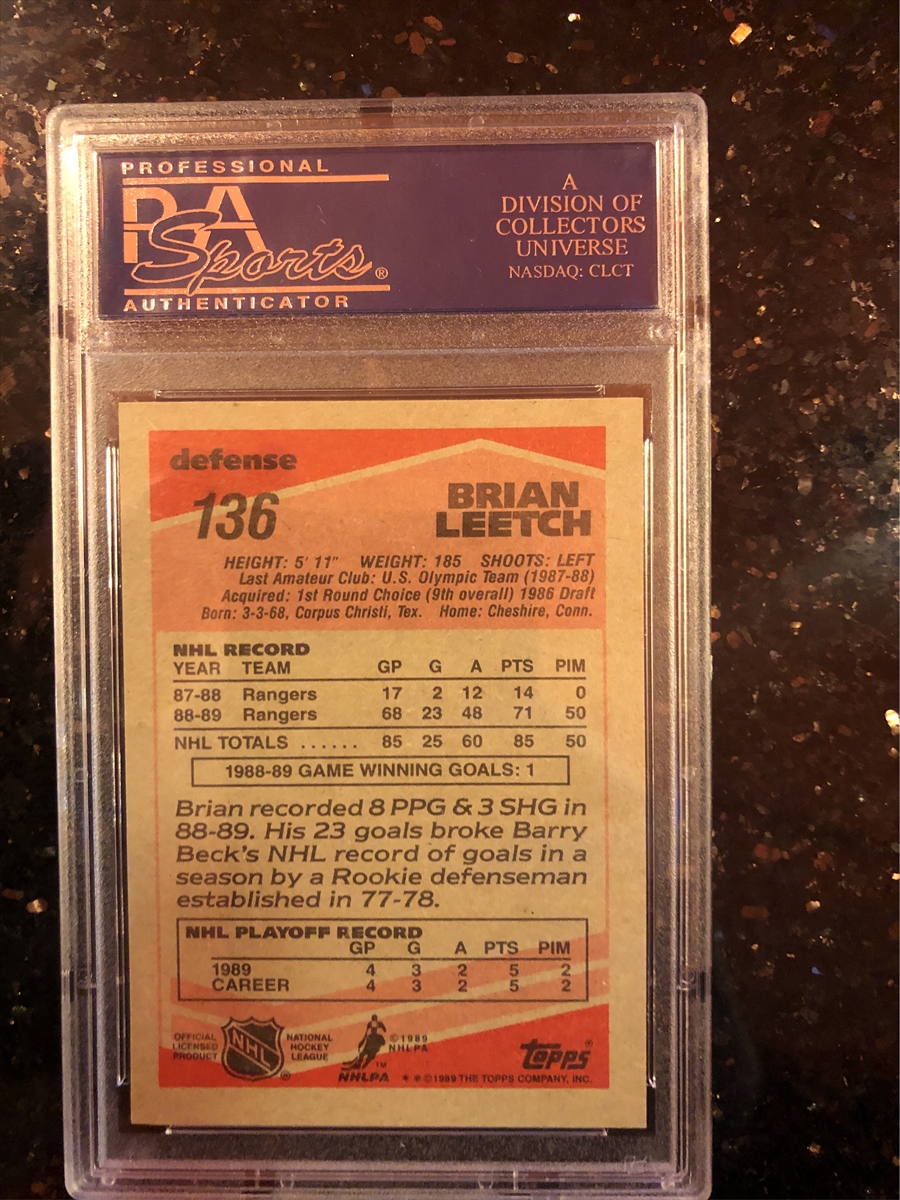 PROFESSIONAL
PSA
Sports®
AUTHENTICATOR
A
DIVISION OF
COLLECTORS
UNIVERSE
NASDAQ: CLCT
defense
136
BRIAN
LEETCH
HEIGHT: 5' 11" WEIGHT: 185 SHOOTS: LEFT
Last Amateur Club: U.S. Olympic Team (1987-88)
Acquired: 1st Round Choice (9th overall) 1986 Draft
Born: 3-3-68, Corpus Christi, Tex. Home: Cheshire, Conn.
NHL RECORD
YEAR TEAM GP G A PTS PIM
87-88 Rangers 17 2 12 14 0
88-89 Rangers 68 23 48 71 50
NHL TOTALS ...... 85 25 60 85 50
1988-89 GAME WINNING GOALS: 1
Brian recorded 8 PPG & 3 SHG in
88-89. His 23 goals broke Barry
Beck's NHL record of goals in a
season by a Rookie defenseman
established in 77-78.
NHL PLAYOFF RECORD
GP G A PTS PIM
1989 4 3 2 5 2
CAREER 4 3 2 5 2
OFFICIAL
LICENSED
PRODUCT
NHL
®
NATIONAL
HOCKEY
LEAGUE
©1989
NHLPA
TM
NHLPA
topps®
* * ©1989 THE TOPPS COMPANY, INC.